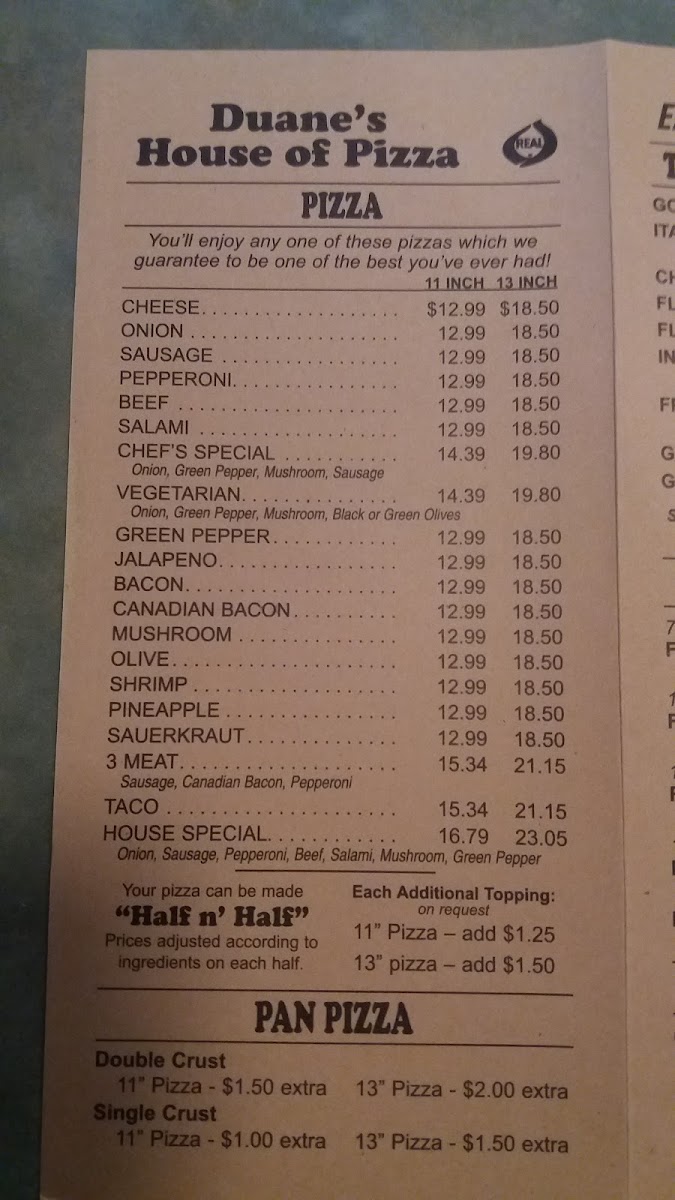 Duane's
House of Pizza
REAL
PIZZA
You'll enjoy any one of these pizzas which we
guarantee to be one of the best you've ever had!
11 INCH 13 INCH
CHEESE................... $12.99 $18.50
ONION .................... 12.99 18.50
SAUSAGE ................. 12.99 18.50
PEPPERONI................ 12.99 18.50
BEEF ..................... 12.99 18.50
SALAMI ................... 12.99 18.50
CHEF'S SPECIAL ........... 14.39 19.80
Onion, Green Pepper, Mushroom, Sausage
VEGETARIAN............... 14.39 19.80
Onion, Green Pepper, Mushroom, Black or Green Olives
GREEN PEPPER............ 12.99 18.50
JALAPENO................. 12.99 18.50
BACON.................... 12.99 18.50
CANADIAN BACON.......... 12.99 18.50
MUSHROOM ............... 12.99 18.50
OLIVE..................... 12.99 18.50
SHRIMP ................... 12.99 18.50
PINEAPPLE ................ 12.99 18.50
SAUERKRAUT.............. 12.99 18.50
3 MEAT.................... 15.34 21.15
Sausage, Canadian Bacon, Pepperoni
TACO ..................... 15.34 21.15
HOUSE SPECIAL............ 16.79 23.05
Onion, Sausage, Pepperoni, Beef, Salami, Mushroom, Green Pepper
Your pizza can be made
"Half n' Half"
Prices adjusted according to
ingredients on each half.
Each Additional Topping:
on request
11" Pizza – add $1.25
13" pizza – add $1.50
PAN PIZZA
Double Crust
11" Pizza - $1.50 extra 13" Pizza - $2.00 extra
Single Crust
11" Pizza - $1.00 extra 13" Pizza - $1.50 extra